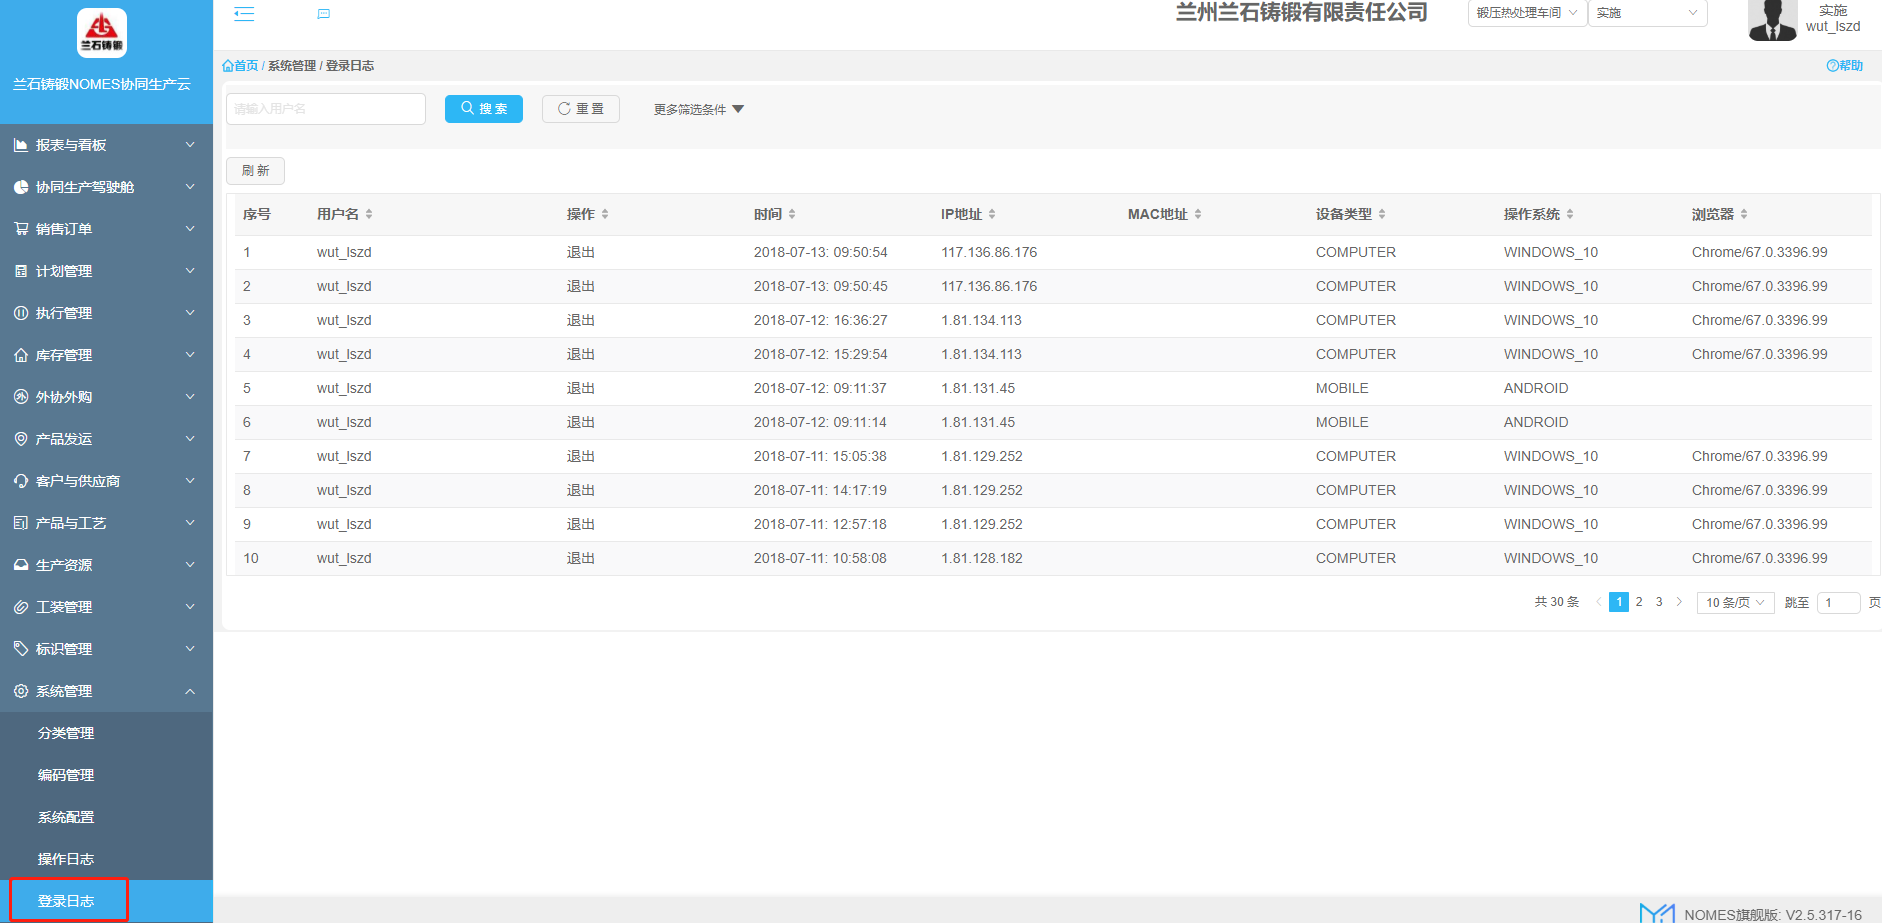 兰石铸锻
兰石铸锻NOMES协同生产云
兰州兰石铸锻有限责任公司
锻压热处理车间 实施
实施
wut_lszd
首页 / 系统管理 / 登录日志
帮助
请输入用户名 搜 索 重 置 更多筛选条件
刷 新
报表与看板
协同生产驾驶舱
销售订单
计划管理
执行管理
库存管理
外协外购
产品发运
客户与供应商
产品与工艺
生产资源
工装管理
标识管理
系统管理
分类管理
编码管理
系统配置
操作日志
登录日志
序号 用户名 操作 时间 IP地址 MAC地址 设备类型 操作系统 浏览器
1 wut_lszd 退出 2018-07-13: 09:50:54 117.136.86.176 COMPUTER WINDOWS_10 Chrome/67.0.3396.99
2 wut_lszd 退出 2018-07-13: 09:50:45 117.136.86.176 COMPUTER WINDOWS_10 Chrome/67.0.3396.99
3 wut_lszd 退出 2018-07-12: 16:36:27 1.81.134.113 COMPUTER WINDOWS_10 Chrome/67.0.3396.99
4 wut_lszd 退出 2018-07-12: 15:29:54 1.81.134.113 COMPUTER WINDOWS_10 Chrome/67.0.3396.99
5 wut_lszd 退出 2018-07-12: 09:11:37 1.81.131.45 MOBILE ANDROID
6 wut_lszd 退出 2018-07-12: 09:11:14 1.81.131.45 MOBILE ANDROID
7 wut_lszd 退出 2018-07-11: 15:05:38 1.81.129.252 COMPUTER WINDOWS_10 Chrome/67.0.3396.99
8 wut_lszd 退出 2018-07-11: 14:17:19 1.81.129.252 COMPUTER WINDOWS_10 Chrome/67.0.3396.99
9 wut_lszd 退出 2018-07-11: 12:57:18 1.81.129.252 COMPUTER WINDOWS_10 Chrome/67.0.3396.99
10 wut_lszd 退出 2018-07-11: 10:58:08 1.81.128.182 COMPUTER WINDOWS_10 Chrome/67.0.3396.99
共 30 条 1 2 3 10 条/页 跳至 1 页
NOMES旗舰版: V2.5.317-16